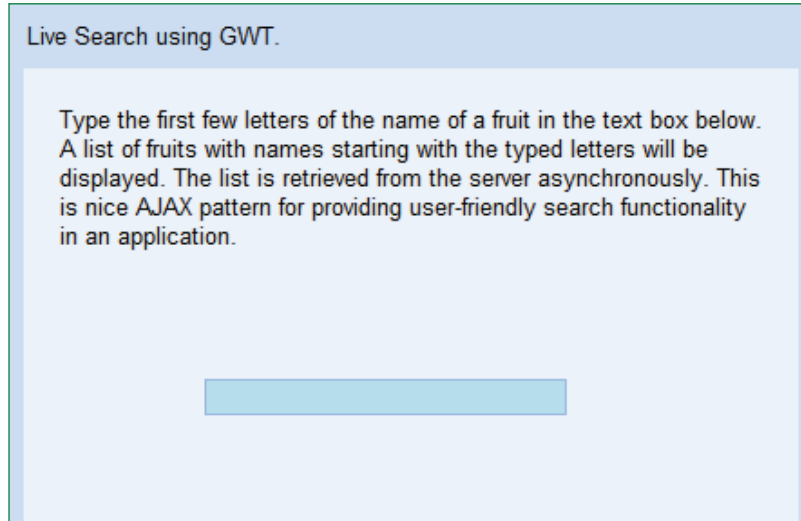 Live Search using GWT.
Type the first few letters of the name of a fruit in the text box below.
A list of fruits with names starting with the typed letters will be
displayed. The list is retrieved from the server asynchronously. This
is nice AJAX pattern for providing user-friendly search functionality
in an application.